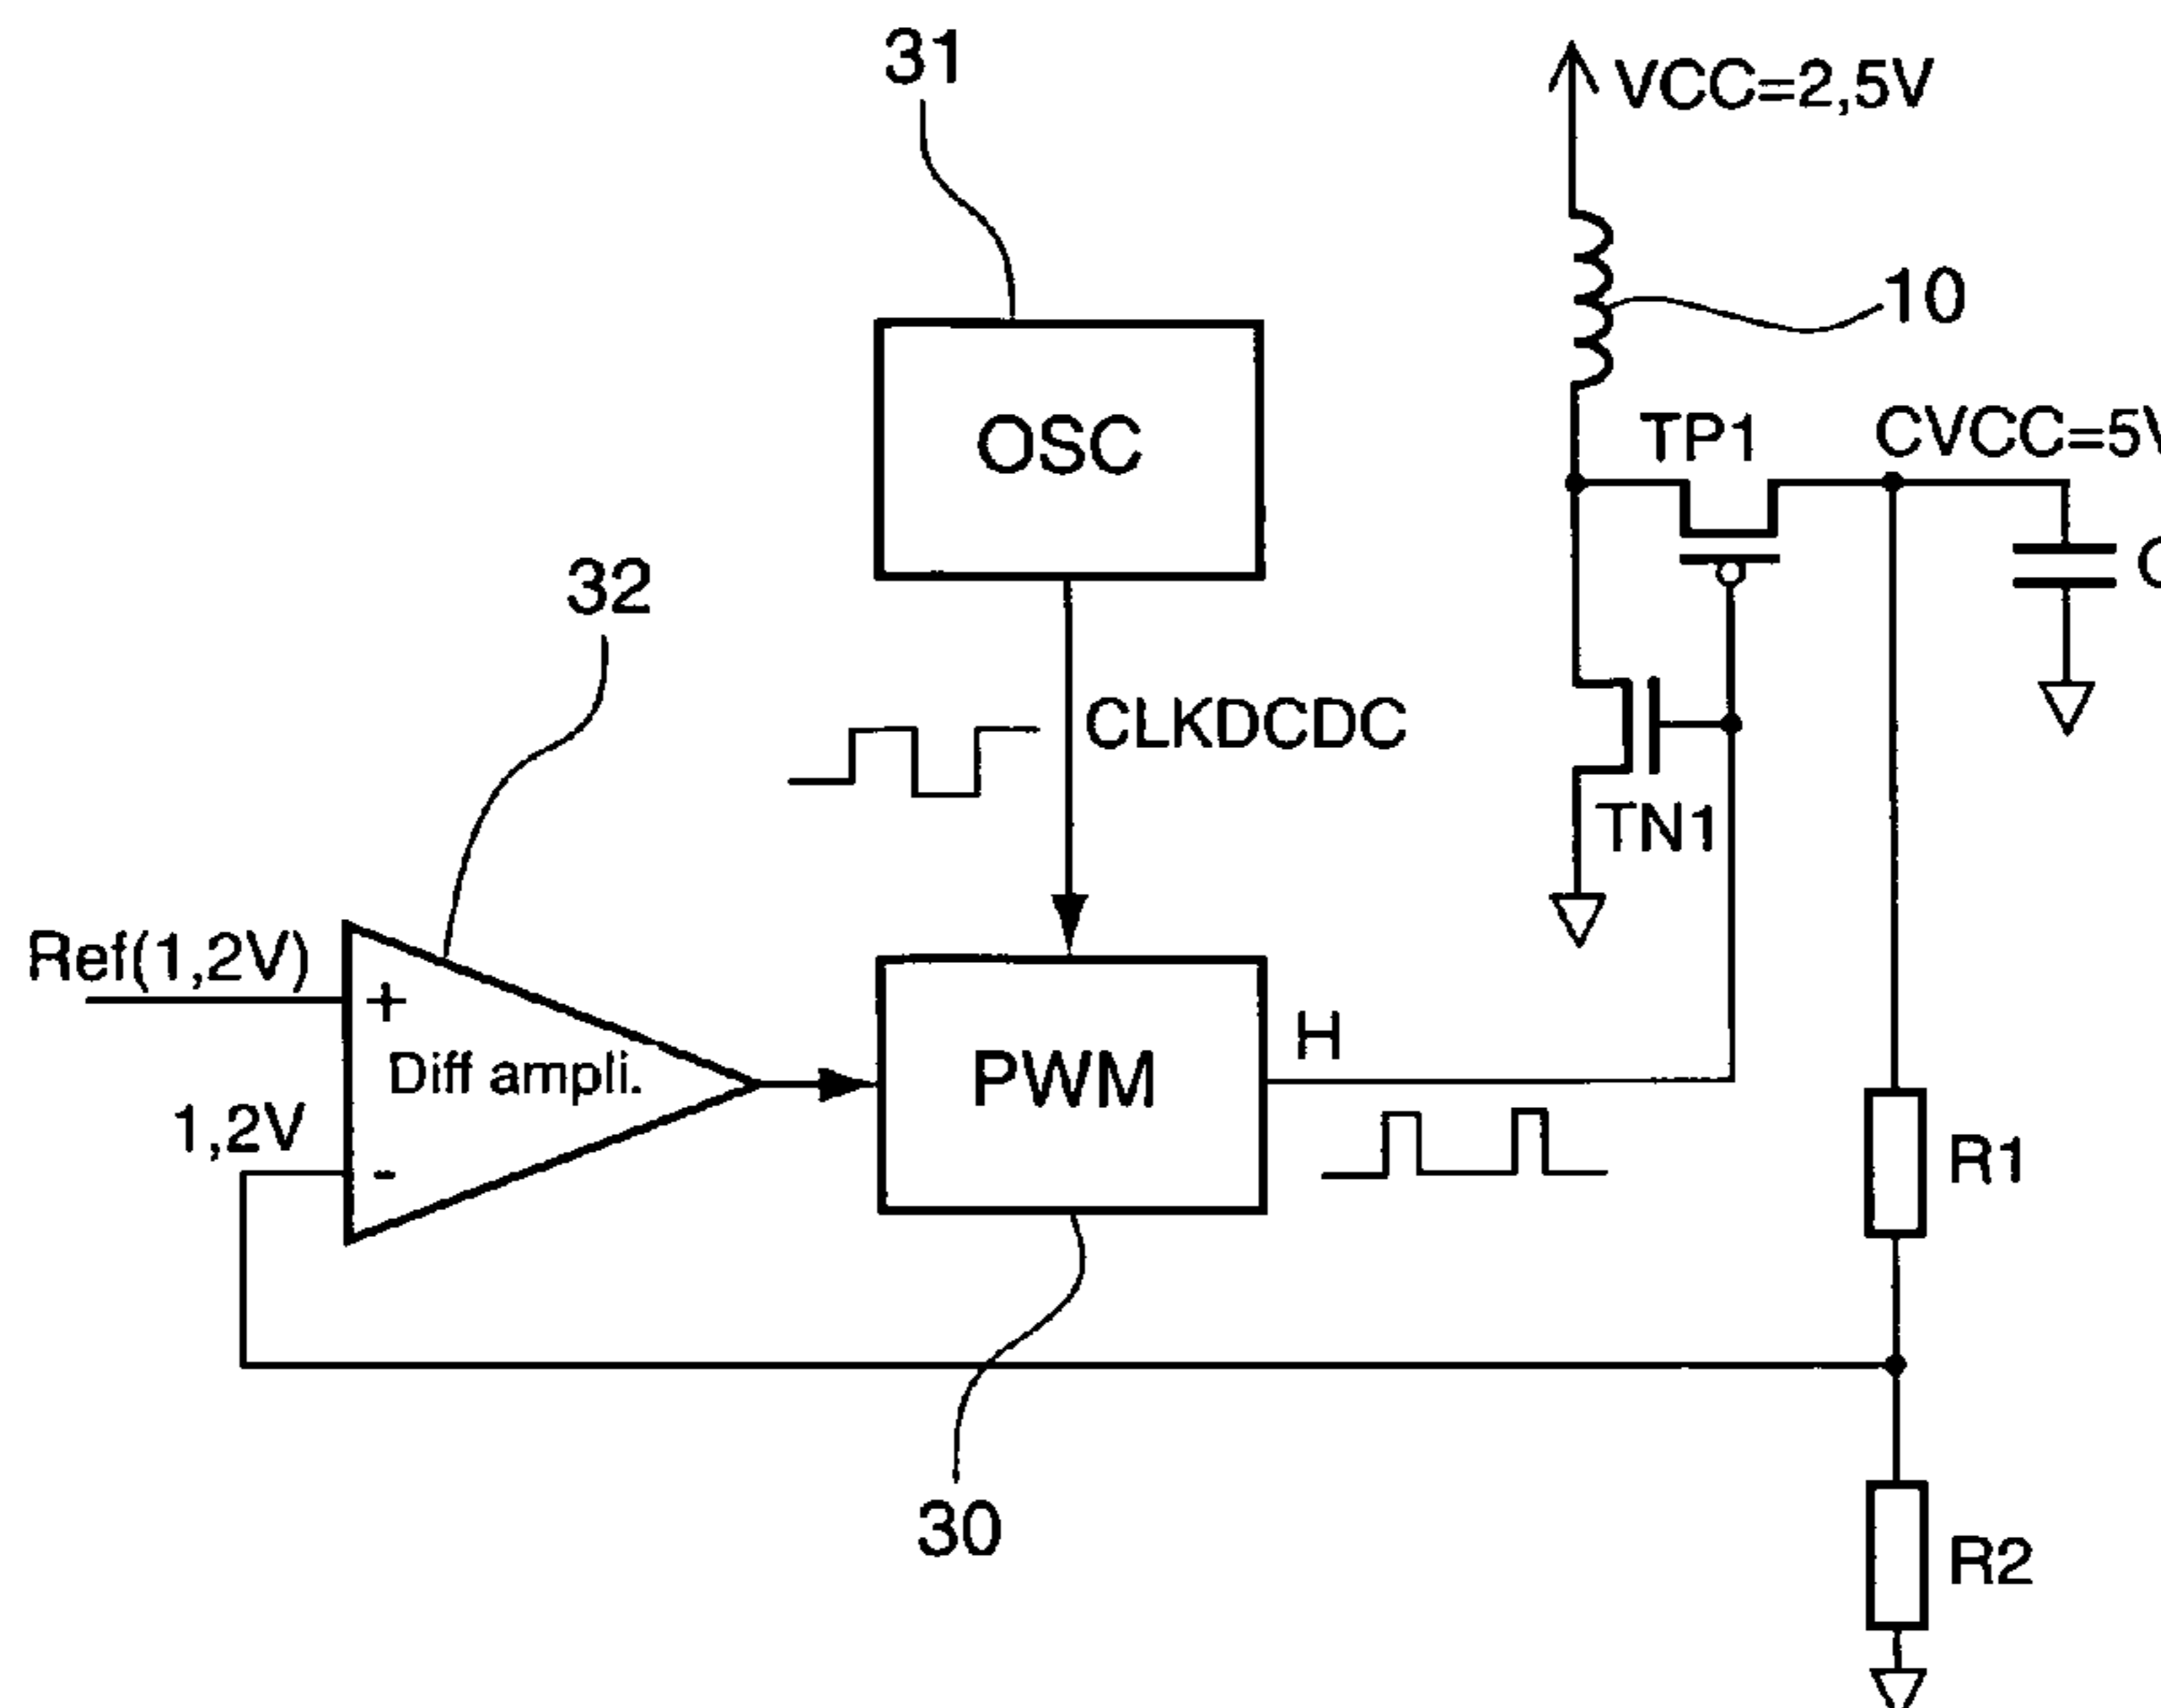 31
VCC=2,5V
10
OSC
TP1
CVCC=5V
32
C
CLKDCDC
TN1
Ref(1,2V)
+
Diff ampli.
PWM
H
1,2V
-
R1
30
R2